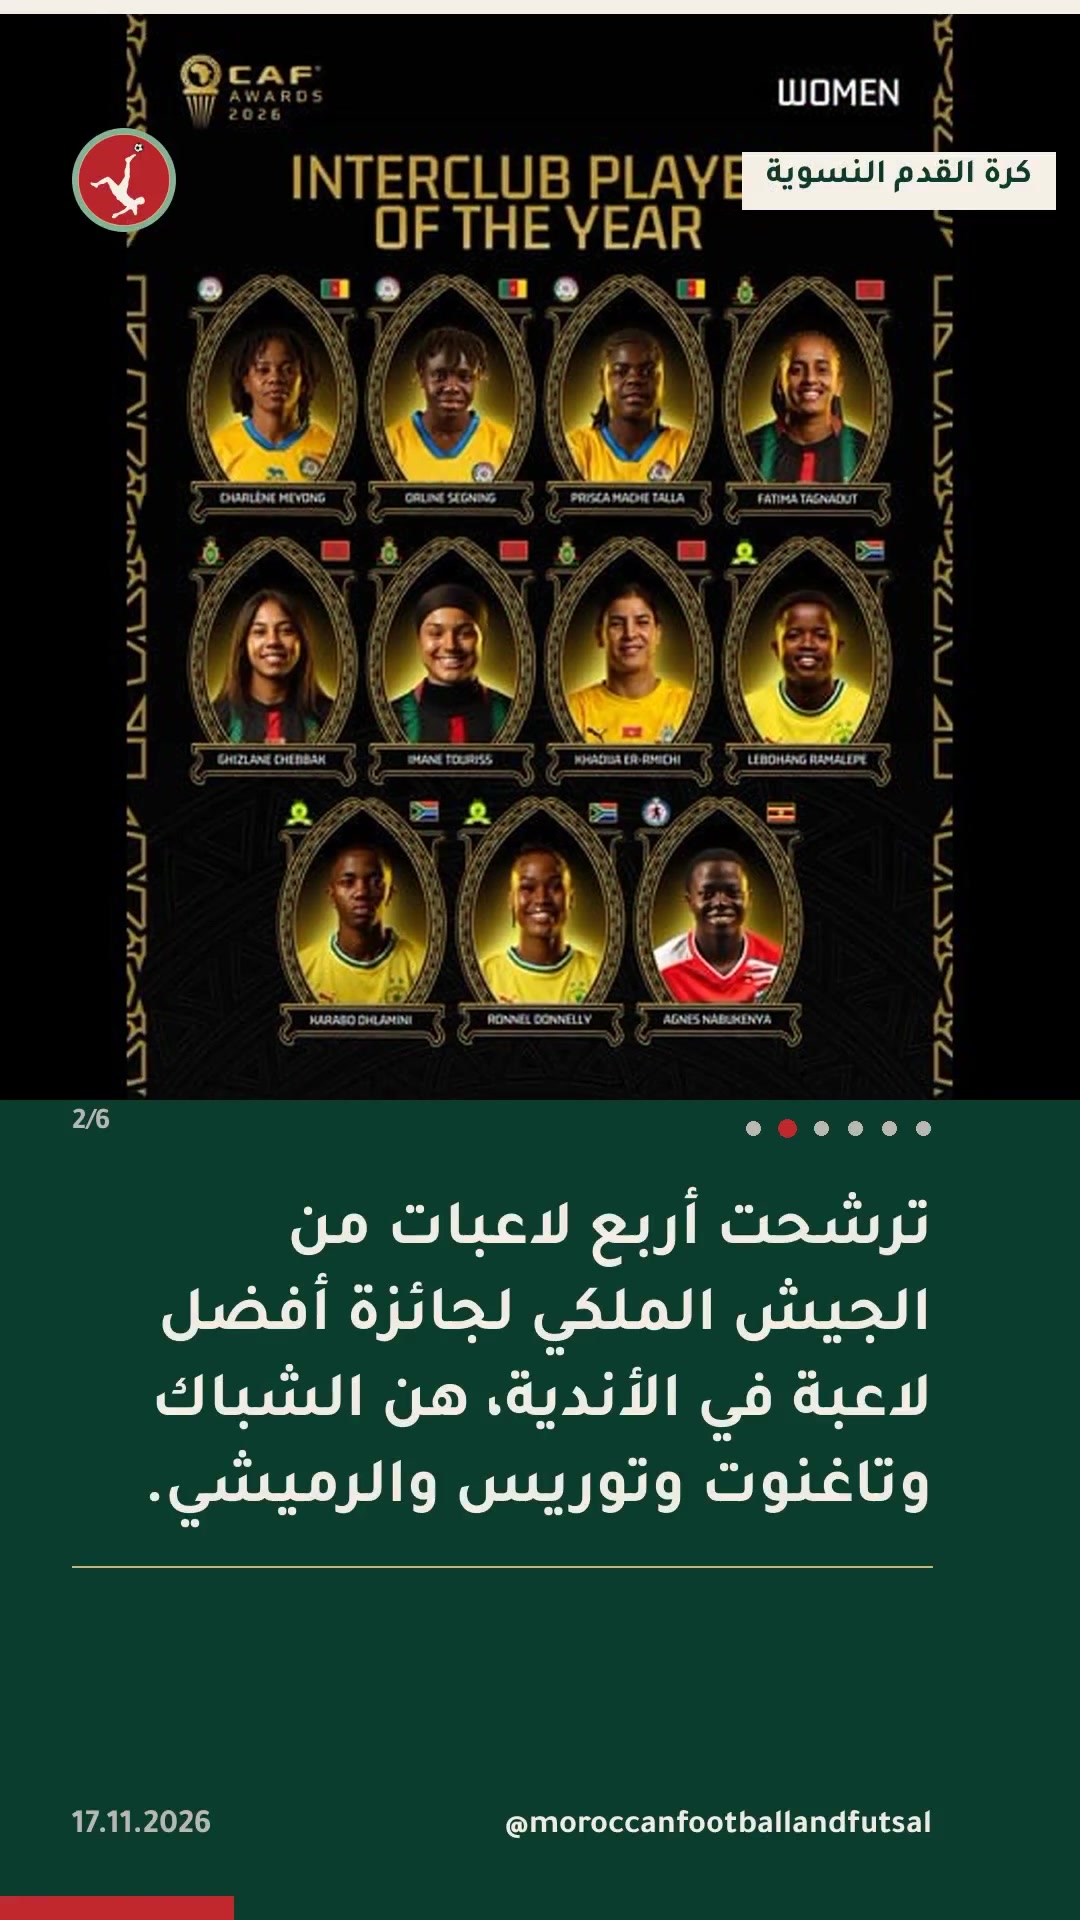 CAF
AWARDS
2026
WOMEN
كرة القدم النسوية
INTERCLUB PLAYE
OF THE YEAR
CHARLÈNE MEYONG
ORLINE SEGNING
PRISCA MACHE TALLA
FATIMA TAGNAOUT
GHIZLANE CHEBBAK
IMANE TOURISS
KHADIJA ER-RMICHI
LEBOHANG RAMALEPE
KARABO DHLAMINI
RONNEL DONNELLY
AGNES NABUKENYA
2/6
ترشحت أربع لاعبات من
الجيش الملكي لجائزة أفضل
لاعبة في الأندية، هن الشباك
وتاغنوت وتوريس والرميشي.
17.11.2026
@moroccanfootballandfutsal